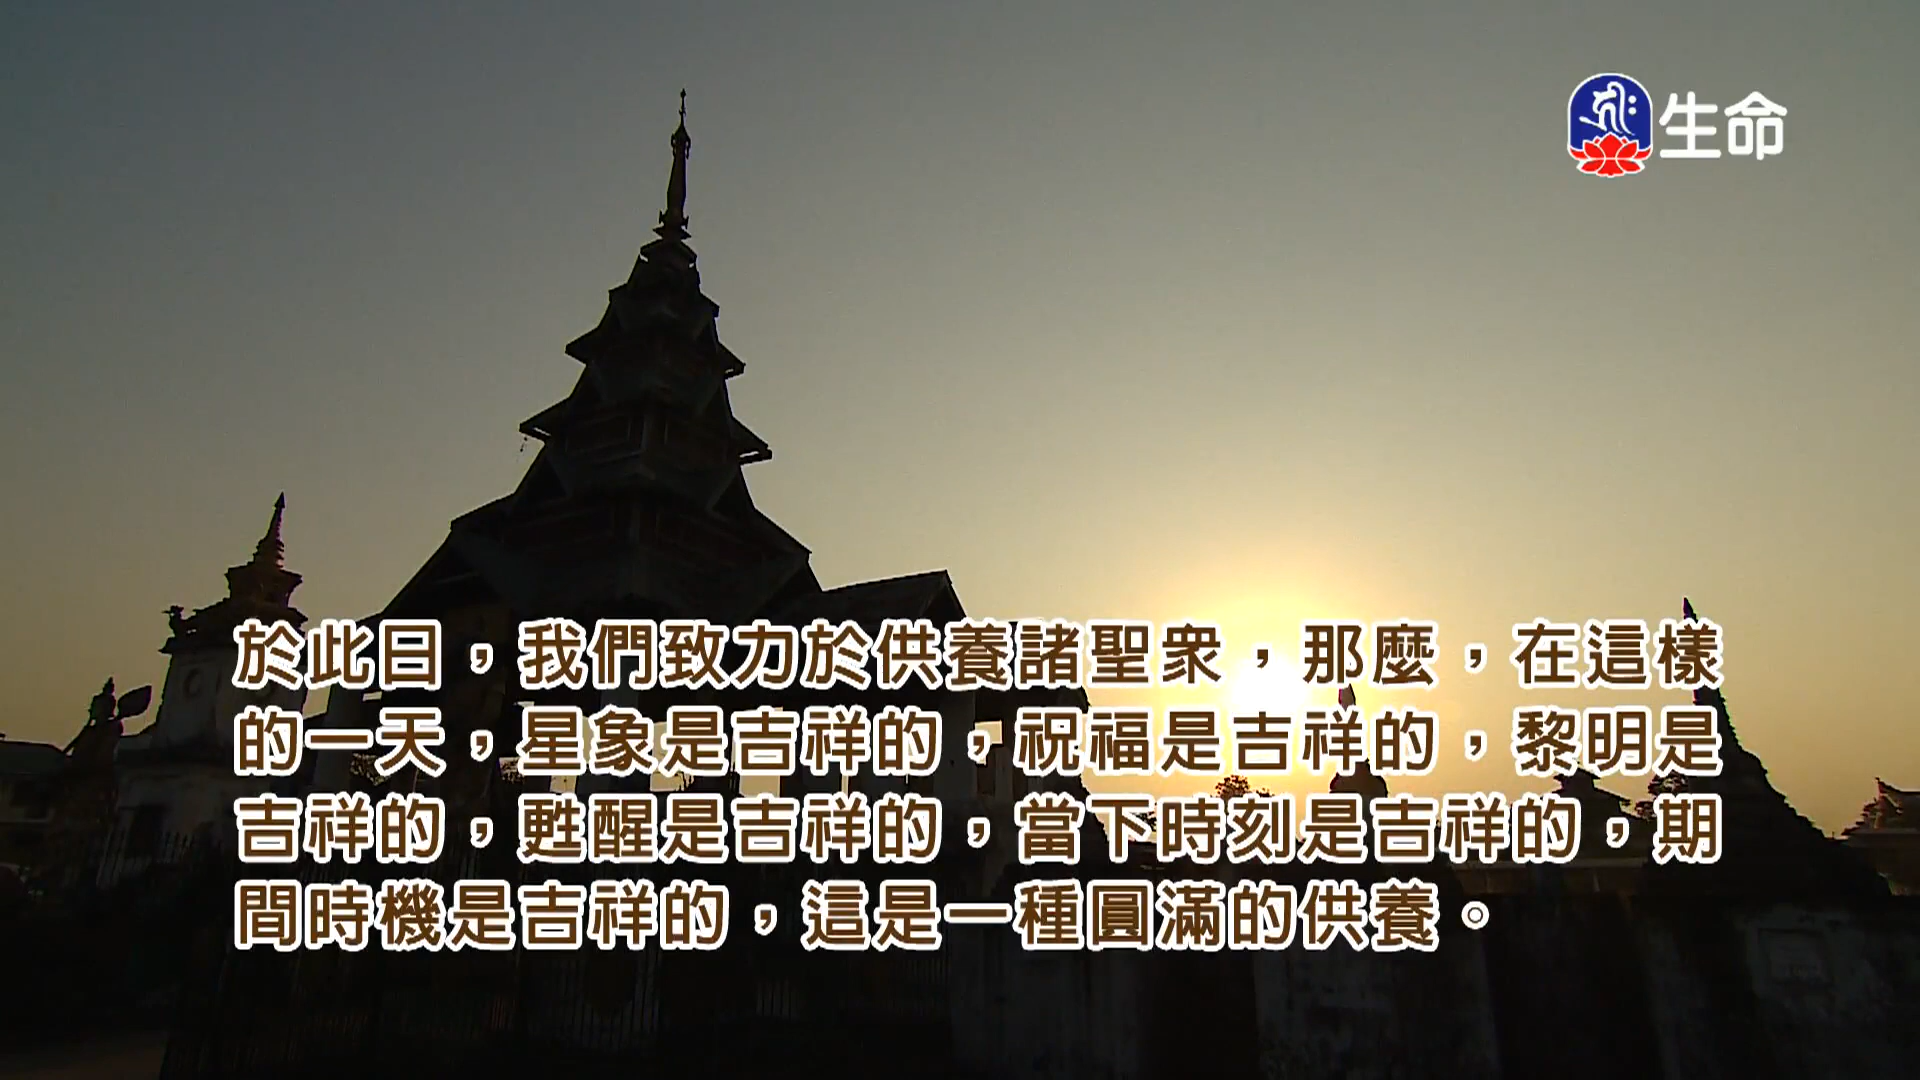 生命
於此日，我們致力於供養諸聖衆，那麼，在這樣
的一天，星象是吉祥的，祝福是吉祥的，黎明是
吉祥的，甦醒是吉祥的，當下時刻是吉祥的，期
間時機是吉祥的，這是一種圓滿的供養。